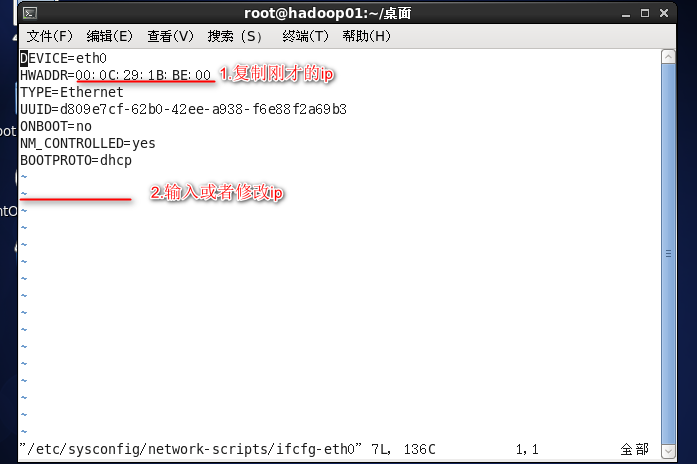 root@hadoop01:~/桌面
文件(F) 编辑(E) 查看(V) 搜索 (S) 终端(T) 帮助(H)
DEVICE=eth0
HWADDR=00:0C:29:1B:BE:00 1.复制刚才的ip
TYPE=Ethernet
UUID=d809e7cf-62b0-42ee-a938-f6e88f2a69b3
ONBOOT=no
NM_CONTROLLED=yes
BOOTPROTO=dhcp
~
~ 2.输入或者修改ip
~
~
~
~
~
~
~
~
~
~
~
~
~
~
"/etc/sysconfig/network-scripts/ifcfg-eth0" 7L, 136C 1,1 全部